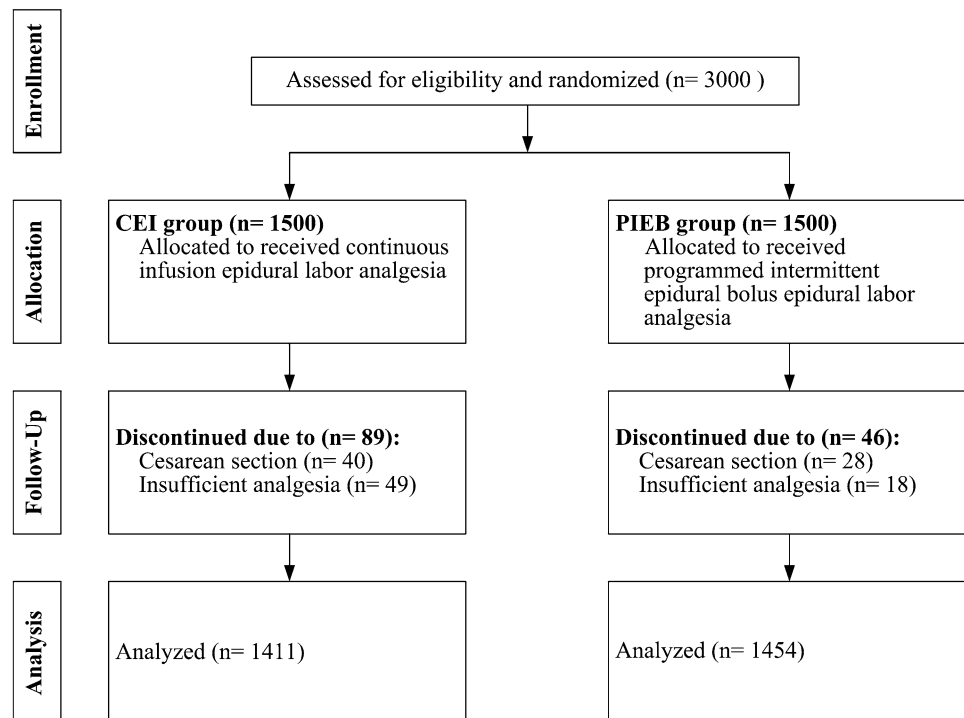 Enrollment
Assessed for eligibility and randomized (n= 3000 )
Allocation
CEI group (n= 1500)
Allocated to received continuous
infusion epidural labor analgesia
PIEB group (n= 1500)
Allocated to received
programmed intermittent
epidural bolus epidural labor
analgesia
Follow-Up
Discontinued due to (n= 89):
Cesarean section (n= 40)
Insufficient analgesia (n= 49)
Discontinued due to (n= 46):
Cesarean section (n= 28)
Insufficient analgesia (n= 18)
Analysis
Analyzed (n= 1411)
Analyzed (n= 1454)